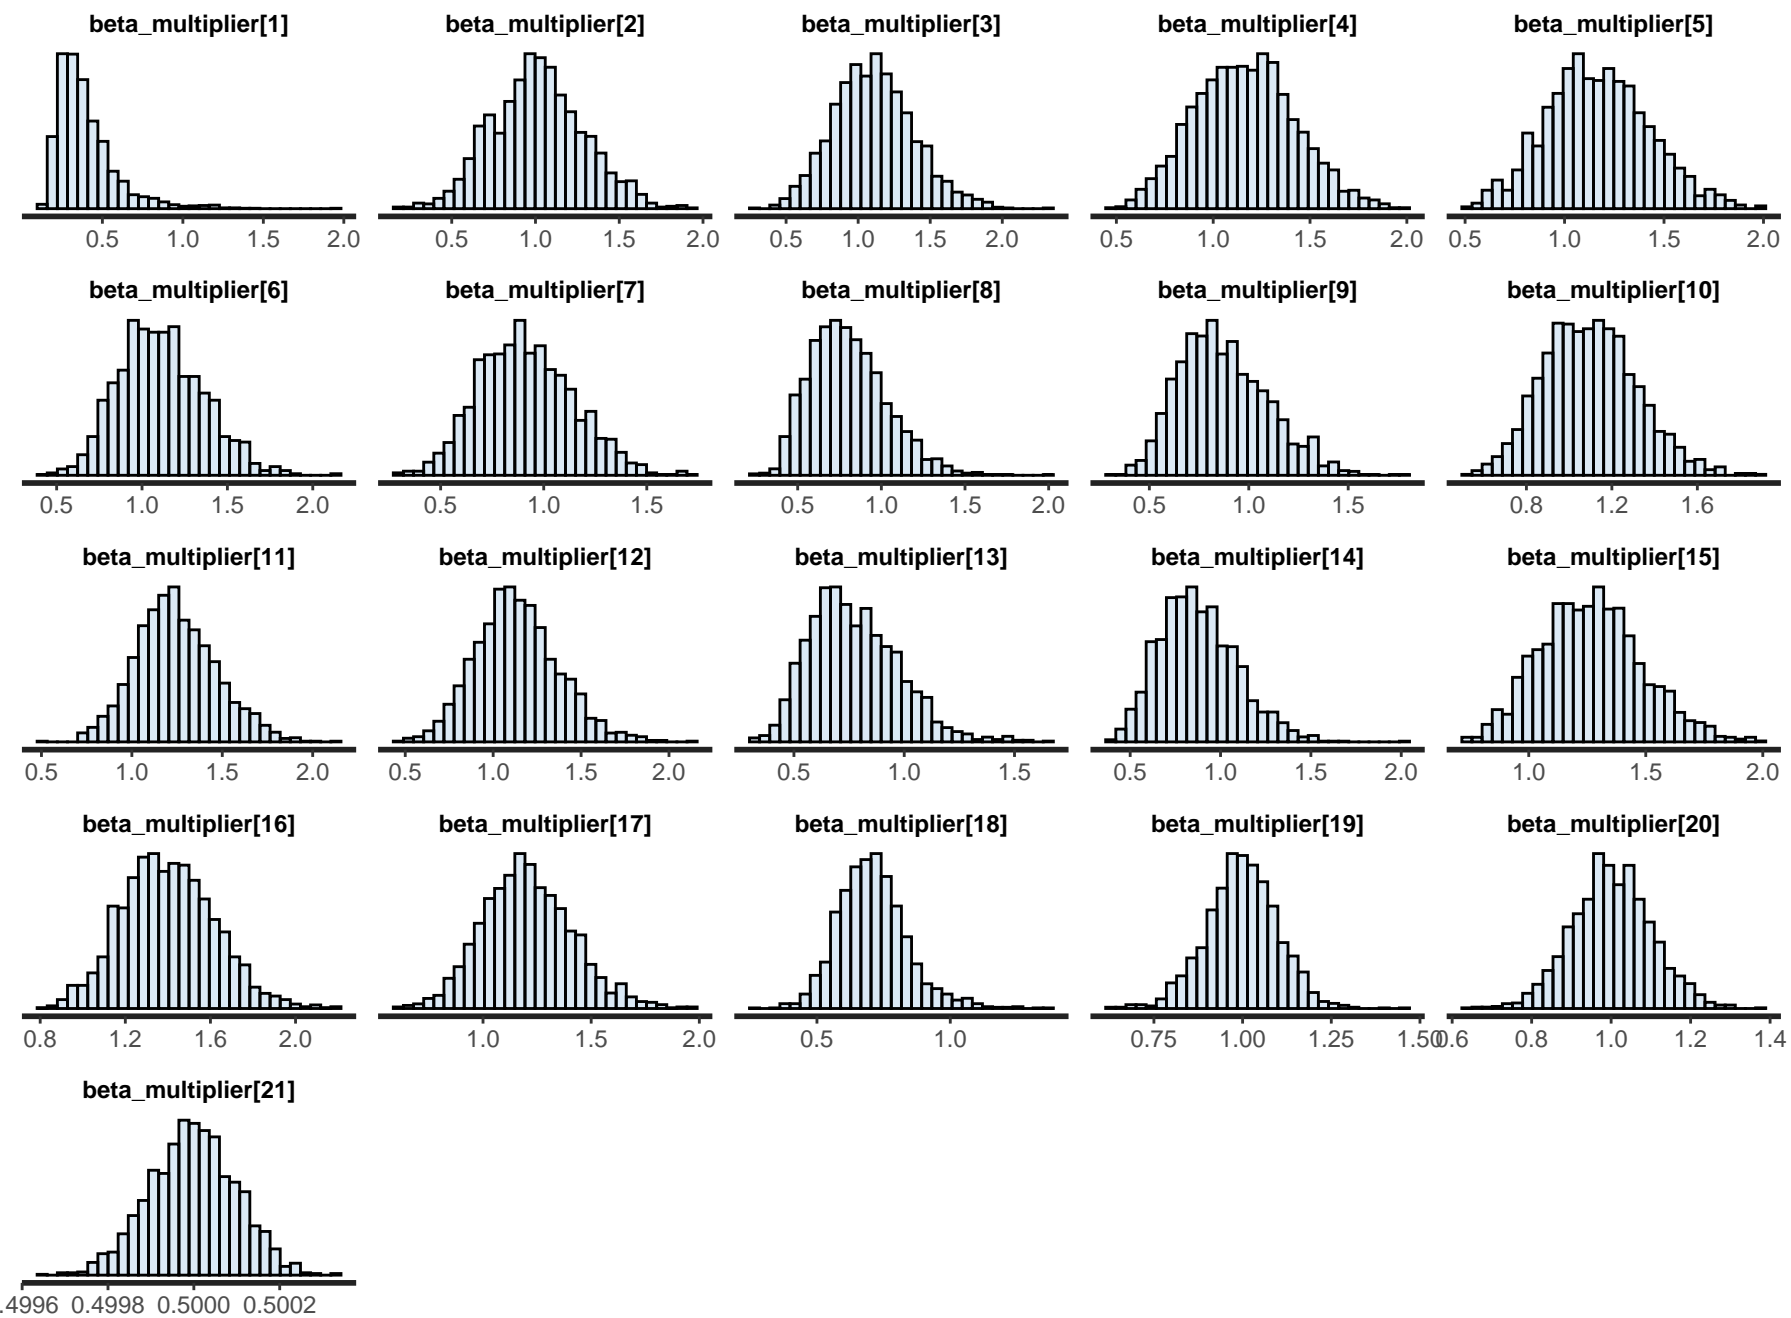 beta_multiplier[1] beta_multiplier[2] beta_multiplier[3] beta_multiplier[4] beta_multiplier[5]
0.5 1.0 1.5 2.0 0.5 1.0 1.5 2.0 0.5 1.0 1.5 2.0 0.5 1.0 1.5 2.0 0.5 1.0 1.5 2.0
beta_multiplier[6] beta_multiplier[7] beta_multiplier[8] beta_multiplier[9] beta_multiplier[10]
0.5 1.0 1.5 2.0 0.5 1.0 1.5 0.5 1.0 1.5 2.0 0.5 1.0 1.5 0.8 1.2 1.6
beta_multiplier[11] beta_multiplier[12] beta_multiplier[13] beta_multiplier[14] beta_multiplier[15]
0.5 1.0 1.5 2.0 0.5 1.0 1.5 2.0 0.5 1.0 1.5 0.5 1.0 1.5 2.0 1.0 1.5 2.0
beta_multiplier[16] beta_multiplier[17] beta_multiplier[18] beta_multiplier[19] beta_multiplier[20]
0.8 1.2 1.6 2.0 1.0 1.5 2.0 0.5 1.0 0.75 1.00 1.25 1.50 0.6 0.8 1.0 1.2 1.4
beta_multiplier[21]
.4996 0.4998 0.5000 0.5002